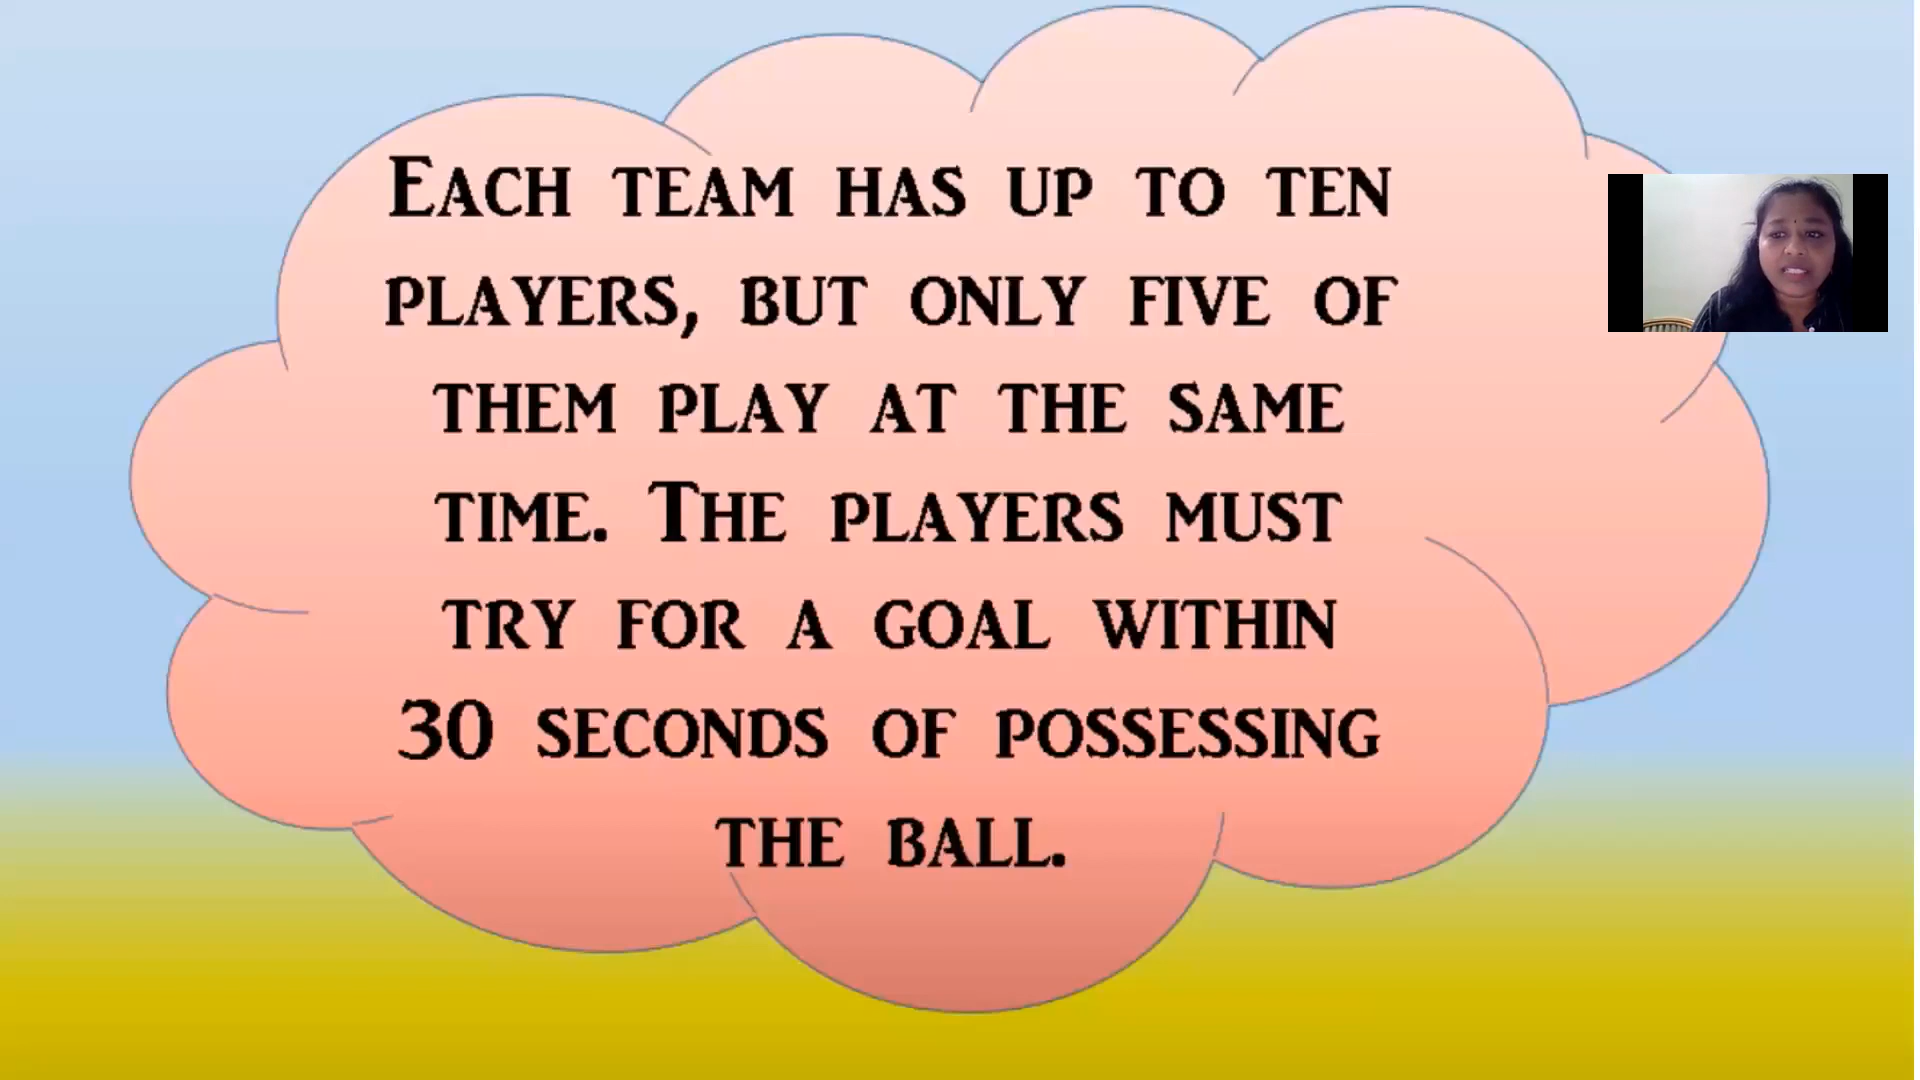 Each team has up to ten
players, but only five of
them play at the same
time. The players must
try for a goal within
30 seconds of possessing
the ball.